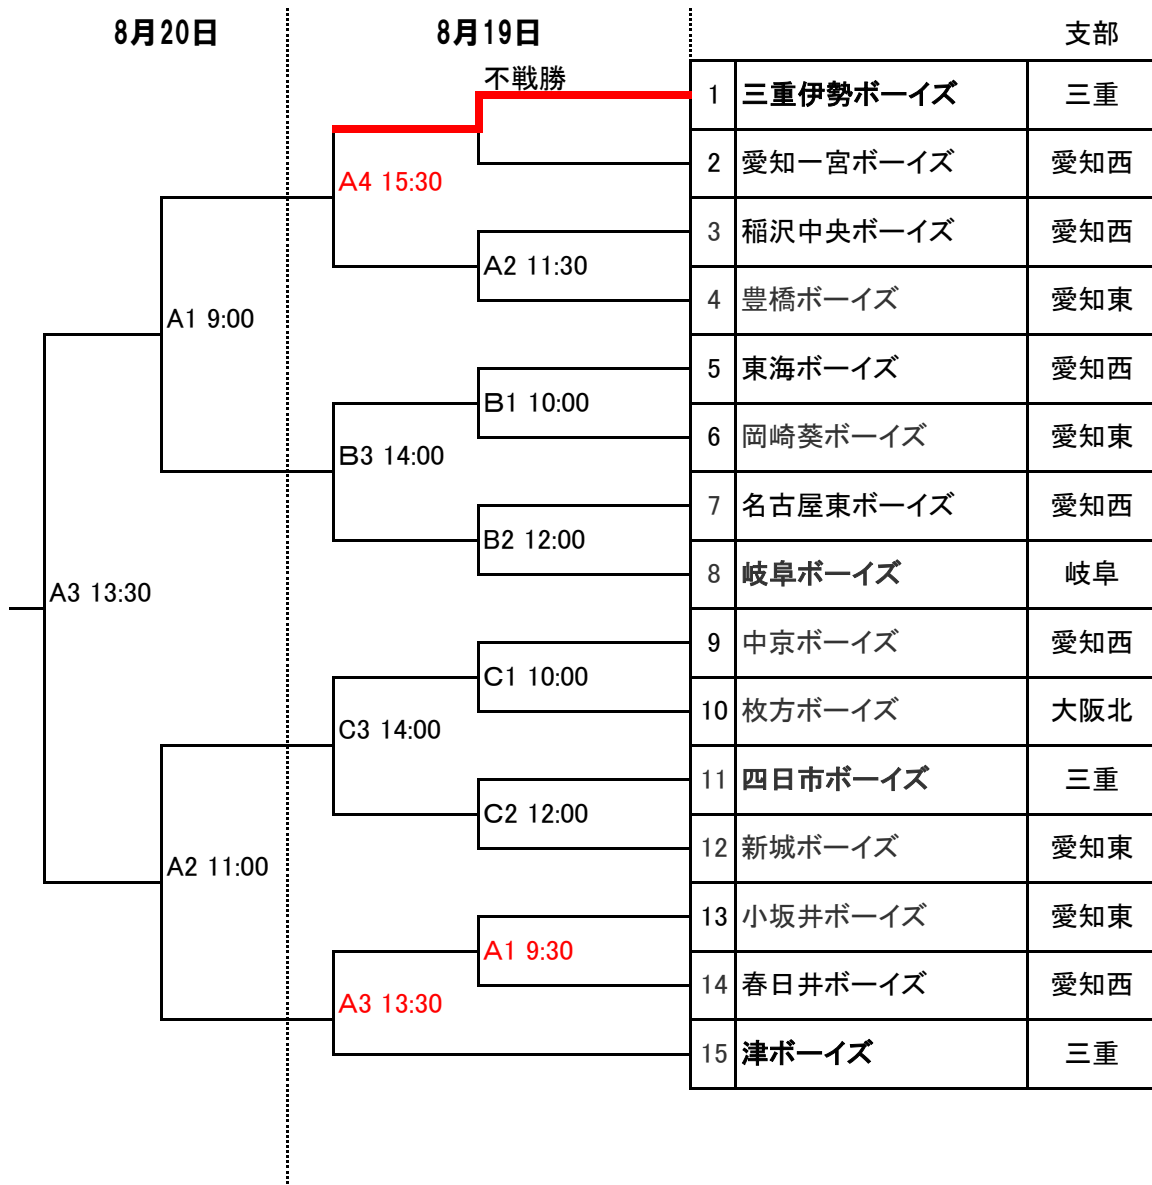 8月20日 8月19日 支部
不戦勝
1 三重伊勢ボーイズ 三重
2 愛知一宮ボーイズ 愛知西
A4 15:30
3 稲沢中央ボーイズ 愛知西
A2 11:30
4 豊橋ボーイズ 愛知東
A1 9:00
5 東海ボーイズ 愛知西
B1 10:00
6 岡崎葵ボーイズ 愛知東
B3 14:00
7 名古屋東ボーイズ 愛知西
B2 12:00
8 岐阜ボーイズ 岐阜
A3 13:30
9 中京ボーイズ 愛知西
C1 10:00
10 枚方ボーイズ 大阪北
C3 14:00
11 四日市ボーイズ 三重
C2 12:00
12 新城ボーイズ 愛知東
A2 11:00
13 小坂井ボーイズ 愛知東
A1 9:30
14 春日井ボーイズ 愛知西
A3 13:30
15 津ボーイズ 三重